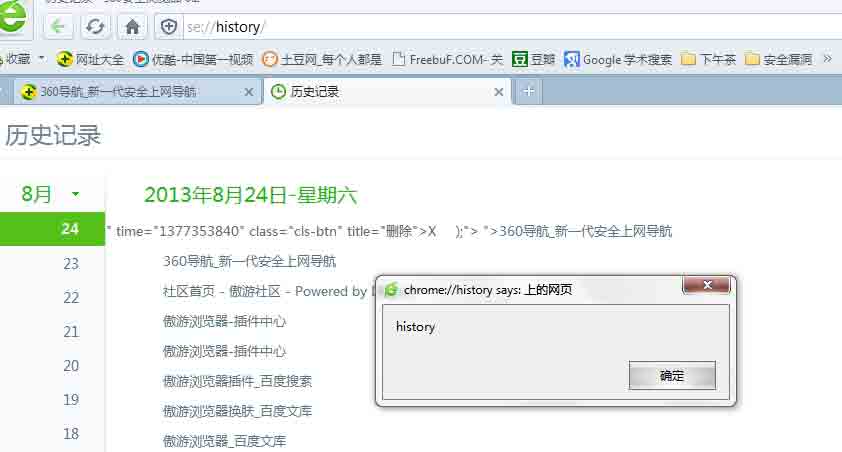 se://history/
收藏 网址大全 优酷-中国第一视频 土豆网_每个人都是 FreebuF.COM- 关 豆瓣 Google 学术搜索 下午茶 安全漏洞 »
360导航_新一代安全上网导航 历史记录
历史记录
8月 2013年8月24日-星期六
24 " time="1377353840" class="cls-btn" title="删除">X );"> ">360导航_新一代安全上网导航
23 360导航_新一代安全上网导航
22 社区首页 - 傲游社区 - Powered by
21 傲游浏览器-插件中心
傲游浏览器-插件中心
20 傲游浏览器插件_百度搜索
19 傲游浏览器换肤_百度文库
18 傲游浏览器_百度文库
chrome://history says: 上的网页
history
确定